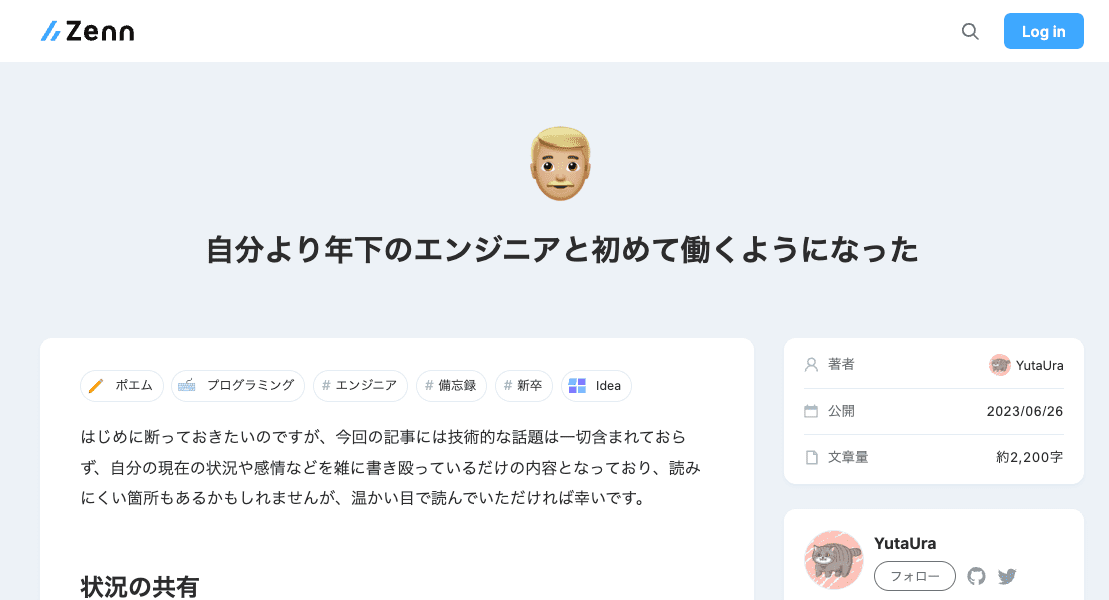 Zenn
Log in
自分より年下のエンジニアと初めて働くようになった
ポエム
プログラミング
# エンジニア
# 備忘録
# 新卒
Idea
はじめに断っておきたいのですが、今回の記事には技術的な話題は一切含まれておら
ず、自分の現在の状況や感情などを雑に書き殴っているだけの内容となっており、読み
にくい箇所もあるかもしれませんが、温かい目で読んでいただければ幸いです。
状況の共有
著者
YutaUra
公開
2023/06/26
文章量
約2,200字
YutaUra
フォロー